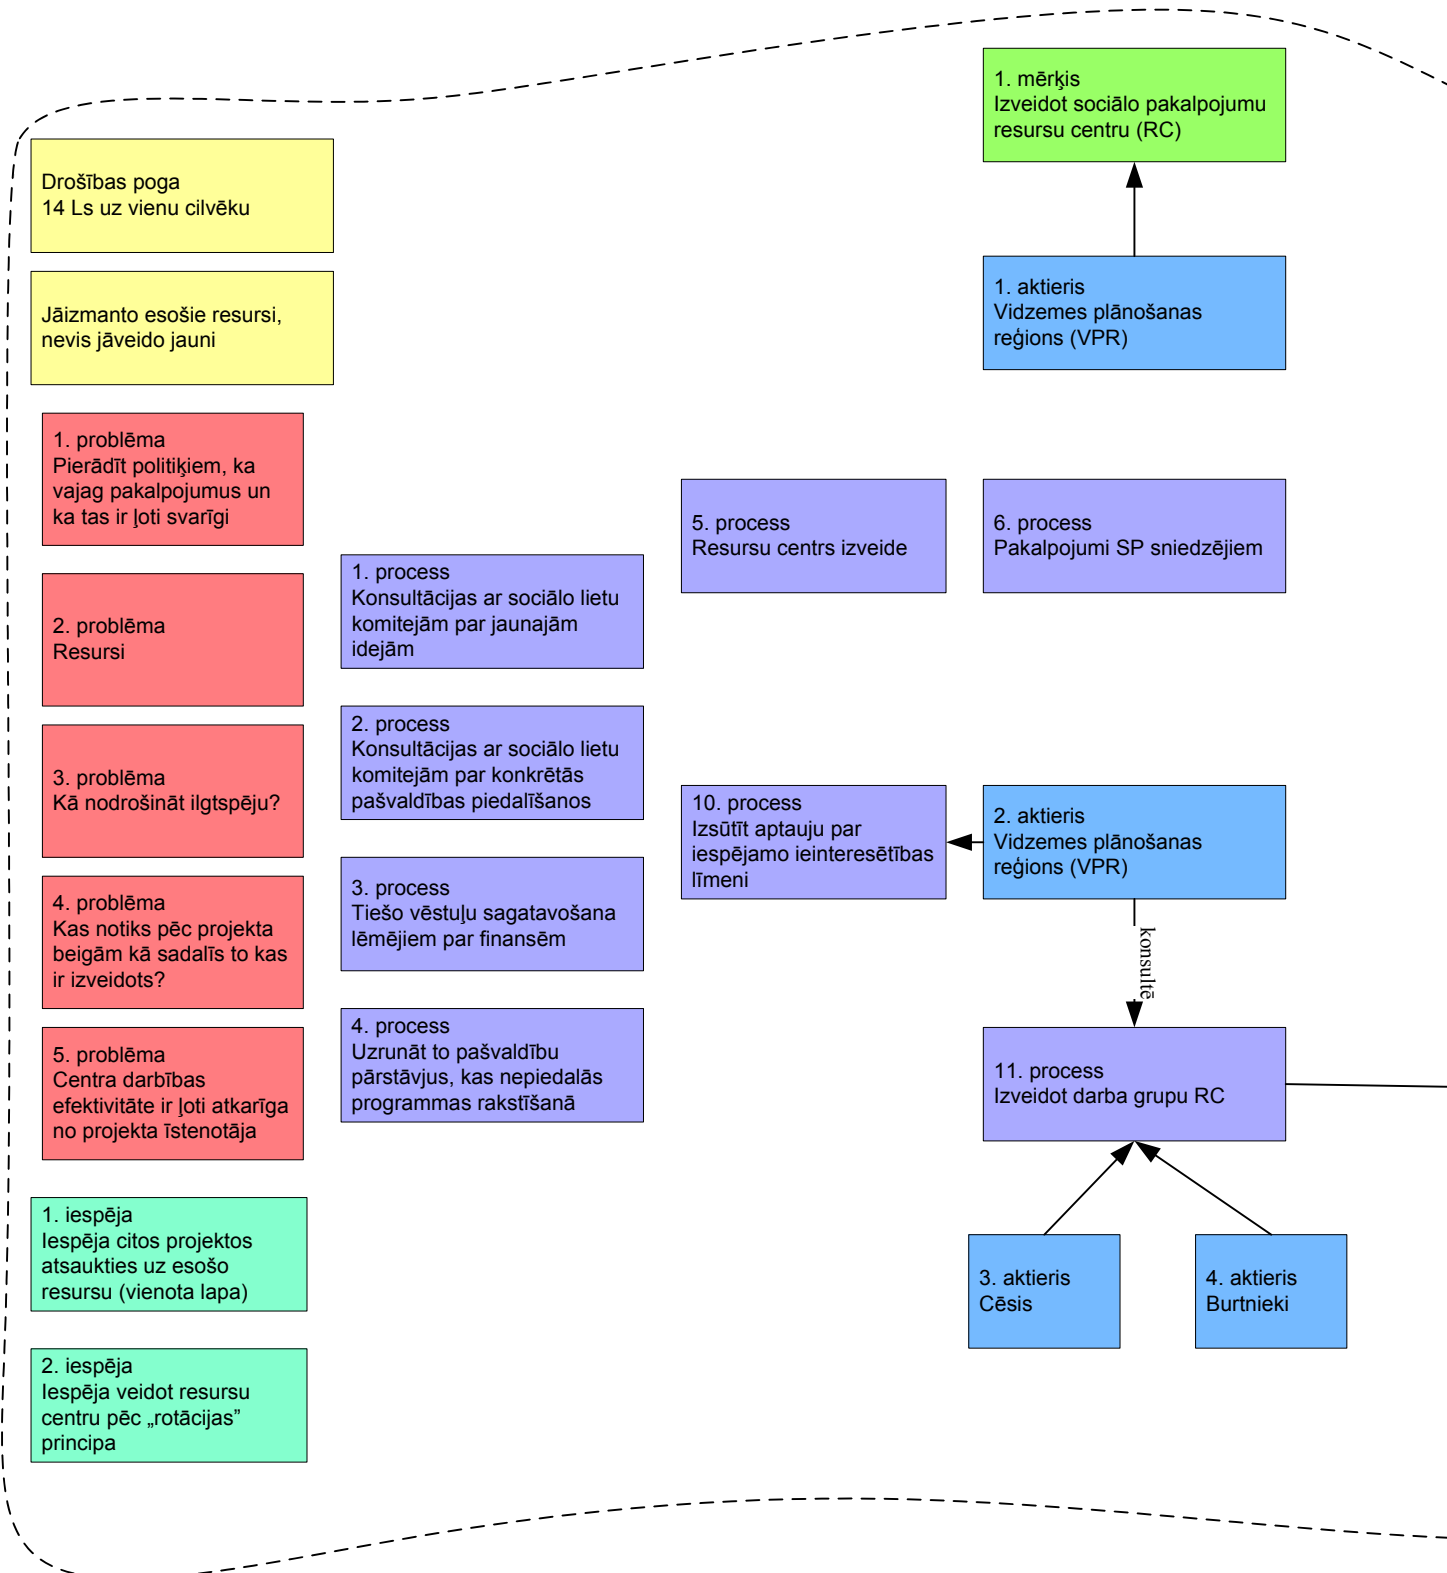 1. mērķis
Izveidot sociālo pakalpojumu
resursu centru (RC)
Drošības poga
14 Ls uz vienu cilvēku
Jāizmanto esošie resursi,
nevis jāveido jauni
1. aktieris
Vidzemes plānošanas
reģions (VPR)
1. problēma
Pierādīt politiķiem, ka
vajag pakalpojumus un
ka tas ir ļoti svarīgi
2. problēma
Resursi
3. problēma
Kā nodrošināt ilgtspēju?
4. problēma
Kas notiks pēc projekta
beigām kā sadalīs to kas
ir izveidots?
5. problēma
Centra darbības
efektivitāte ir ļoti atkarīga
no projekta īstenotāja
1. iespēja
Iespēja citos projektos
atsaukties uz esošo
resursu (vienota lapa)
2. iespēja
Iespēja veidot resursu
centru pēc „rotācijas”
principa
1. process
Konsultācijas ar sociālo lietu
komitejām par jaunajām
idejām
2. process
Konsultācijas ar sociālo lietu
komitejām par konkrētās
pašvaldības piedalīšanos
3. process
Tiešo vēstuļu sagatavošana
lēmējiem par finansēm
4. process
Uzrunāt to pašvaldību
pārstāvjus, kas nepiedalās
programmas rakstīšanā
5. process
Resursu centrs izveide
6. process
Pakalpojumi SP sniedzējiem
10. process
Izsūtīt aptauju par
iespējamo ieinteresētības
līmeni
2. aktieris
Vidzemes plānošanas
reģions (VPR)
konsultē
11. process
Izveidot darba grupu RC
3. aktieris
Cēsis
4. aktieris
Burtnieki